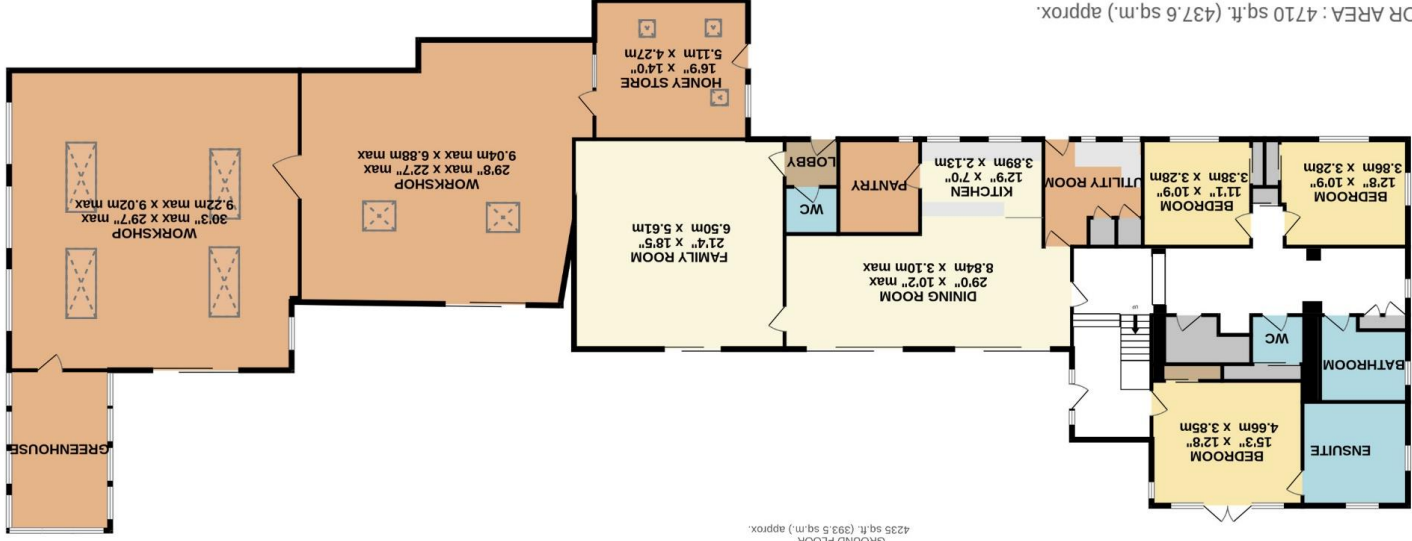 GROUND FLOOR
4235 sq.ft. (393.5 sq.m.) approx.
ENSUITE
BEDROOM
15'3" x 12'8"
4.66m x 3.85m
GREENHOUSE
BATHROOM
WC
DINING ROOM
29'0" x 10'2" max
8.84m x 3.10m max
FAMILY ROOM
21'4" x 18'5"
6.50m x 5.61m
WORKSHOP
30'3" max x 29'7" max
9.22m max x 9.02m max
BEDROOM
12'8" x 10'9"
3.86m x 3.28m
BEDROOM
11'1" x 10'9"
3.38m x 3.28m
UTILITY ROOM
KITCHEN
12'9" x 7'0"
3.89m x 2.13m
PANTRY
WC
LOBBY
WORKSHOP
29'8" max x 22'7" max
9.04m max x 6.88m max
HONEY STORE
16'9" x 14'0"
5.11m x 4.27m
OR AREA : 4710 sq.ft. (437.6 sq.m.) approx.